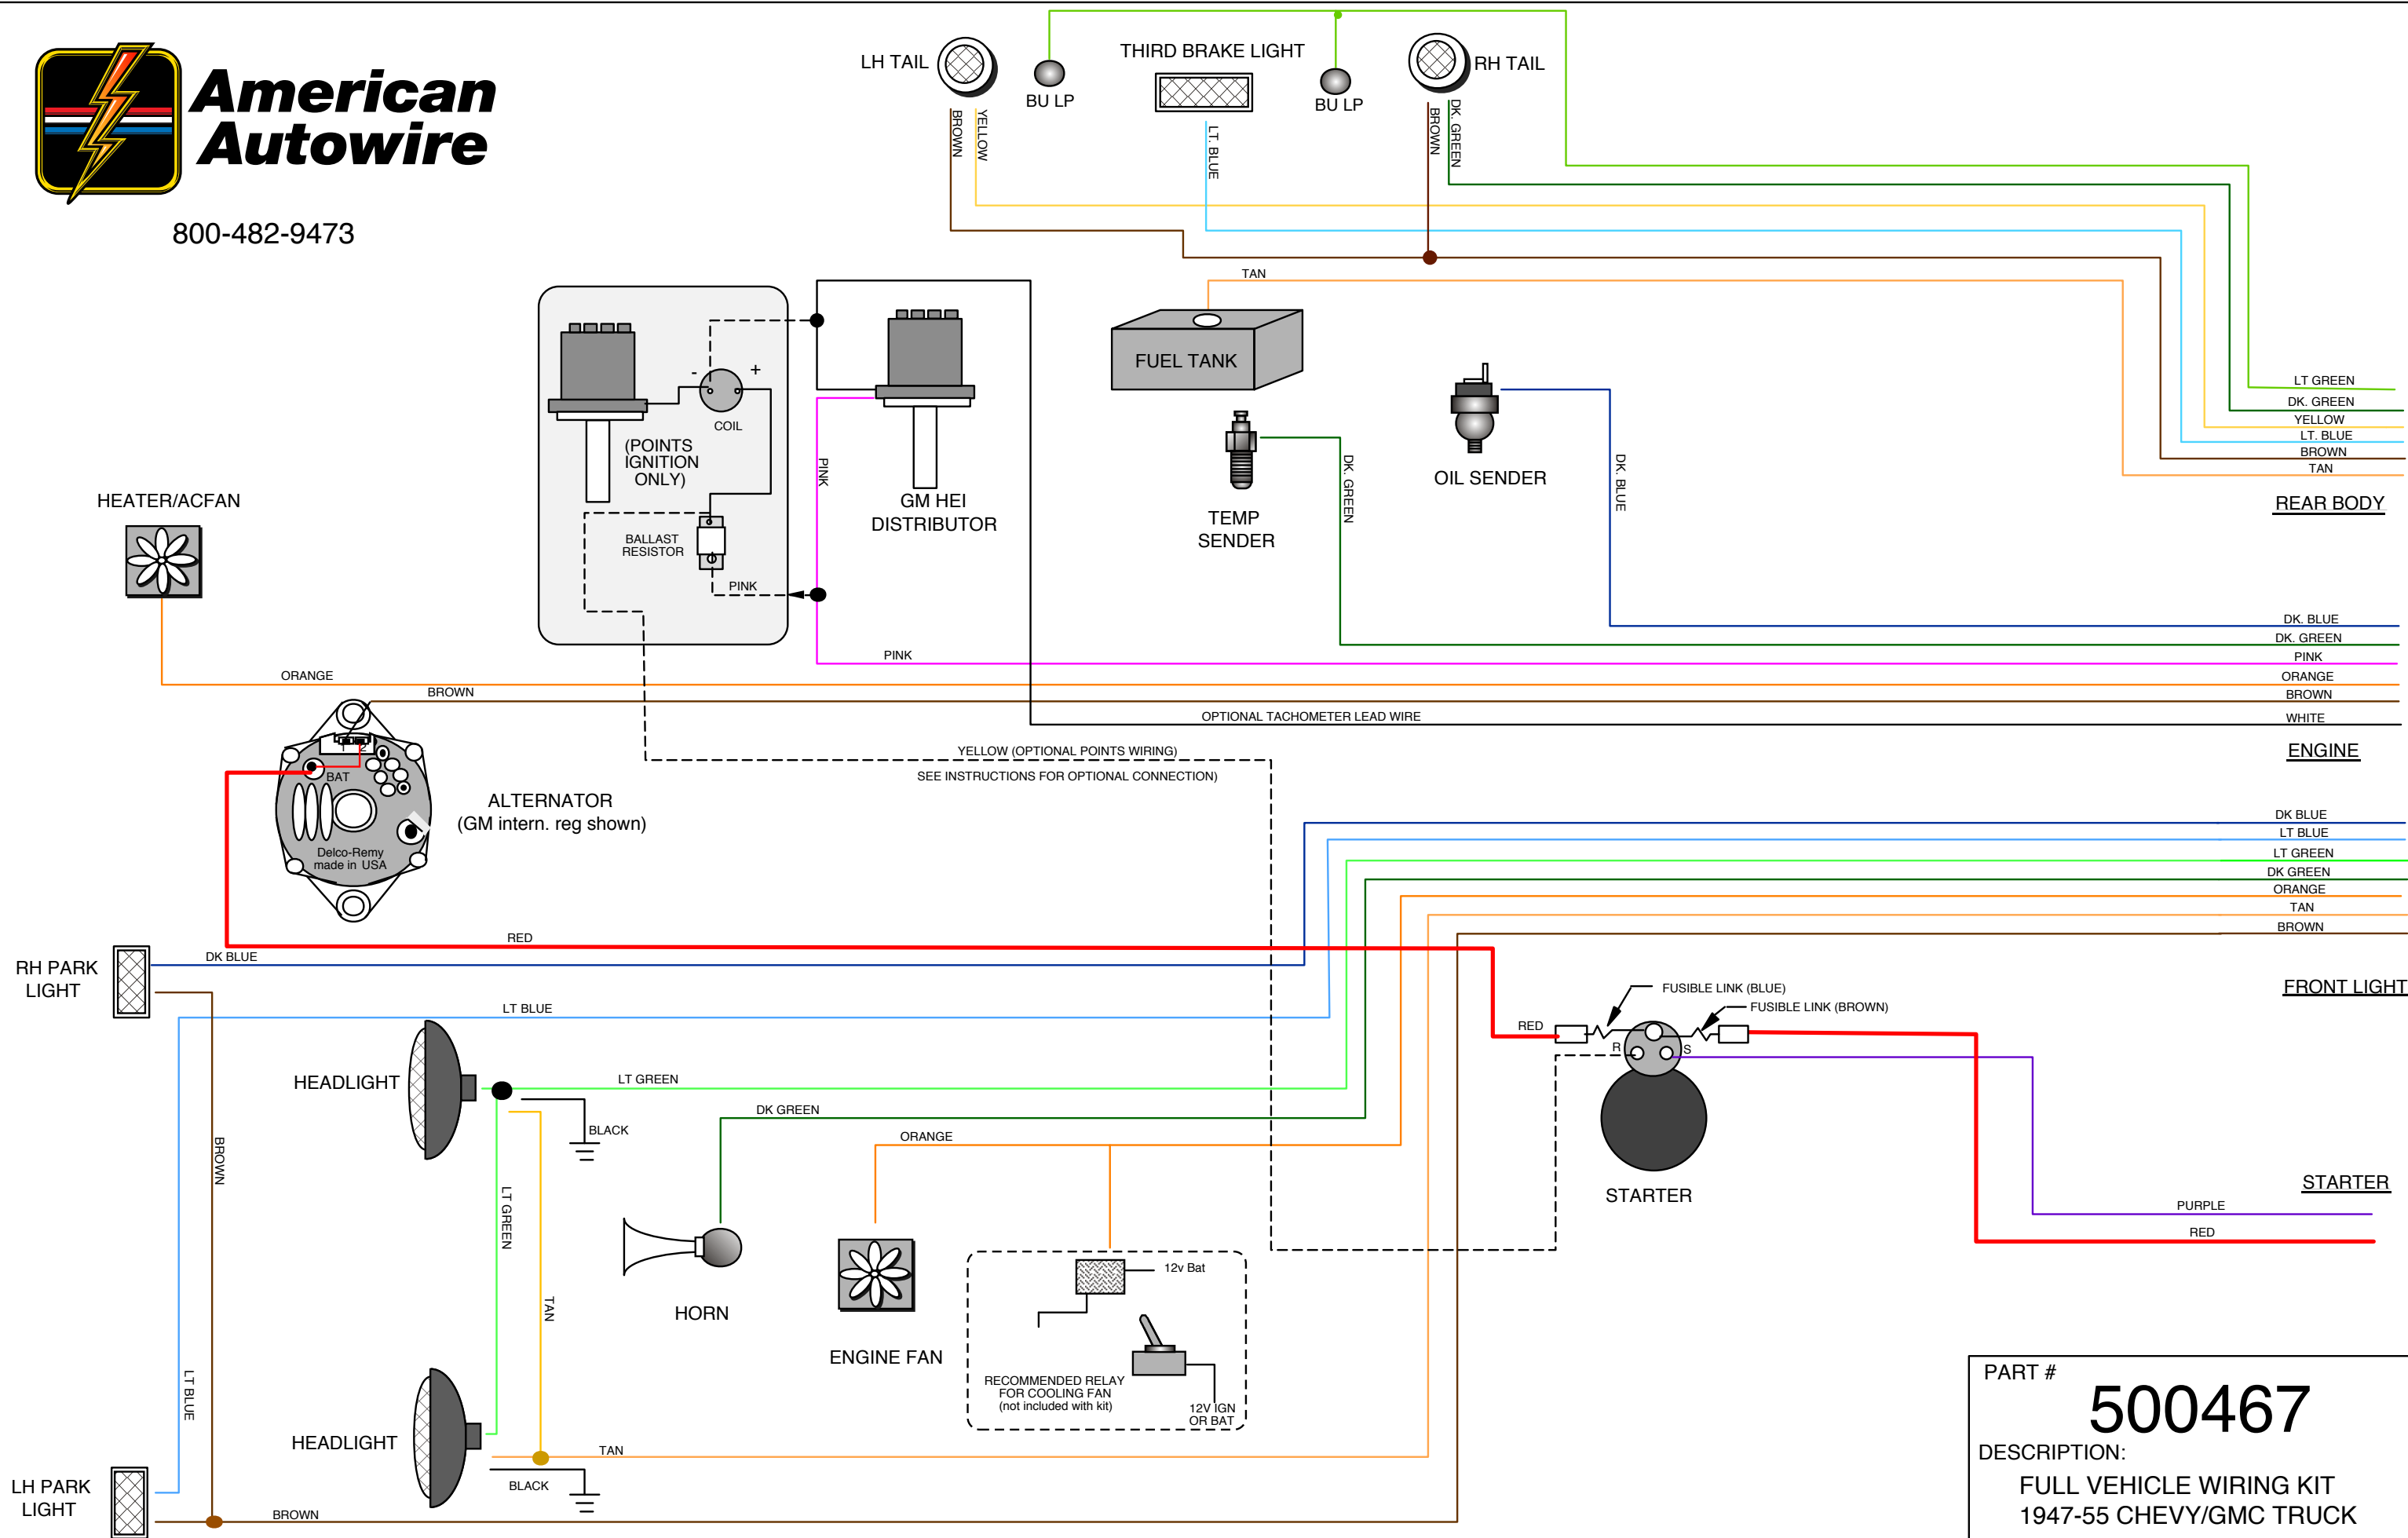 American
Autowire
800-482-9473
LH TAIL
BU LP
THIRD BRAKE LIGHT
BU LP
RH TAIL
BROWN
YELLOW
LT. BLUE
BROWN
DK. GREEN
TAN
FUEL TANK
OIL SENDER
TEMP
SENDER
DK. GREEN
DK. BLUE
- +
COIL
(POINTS
IGNITION
ONLY)
BALLAST
RESISTOR
PINK
PINK
GM HEI
DISTRIBUTOR
HEATER/ACFAN
LT GREEN
DK. GREEN
YELLOW
LT. BLUE
BROWN
TAN
REAR BODY
DK. BLUE
DK. GREEN
PINK
PINK
ORANGE
ORANGE
BROWN
BROWN
OPTIONAL TACHOMETER LEAD WIRE
WHITE
ENGINE
YELLOW (OPTIONAL POINTS WIRING)
SEE INSTRUCTIONS FOR OPTIONAL CONNECTION)
1 2
BAT
Delco-Remy
made in USA
ALTERNATOR
(GM intern. reg shown)
DK BLUE
LT BLUE
LT GREEN
DK GREEN
ORANGE
TAN
BROWN
FRONT LIGHT
RED
DK BLUE
RH PARK
LIGHT
LT BLUE
BROWN
HEADLIGHT
LT GREEN
BLACK
LT GREEN
TAN
DK GREEN
ORANGE
HORN
ENGINE FAN
12v Bat
RECOMMENDED RELAY
FOR COOLING FAN
(not included with kit)
12V IGN
OR BAT
FUSIBLE LINK (BLUE)
FUSIBLE LINK (BROWN)
RED
R
S
STARTER
STARTER
PURPLE
RED
LT BLUE
HEADLIGHT
TAN
BLACK
LH PARK
LIGHT
BROWN
PART #
500467
DESCRIPTION:
FULL VEHICLE WIRING KIT
1947-55 CHEVY/GMC TRUCK